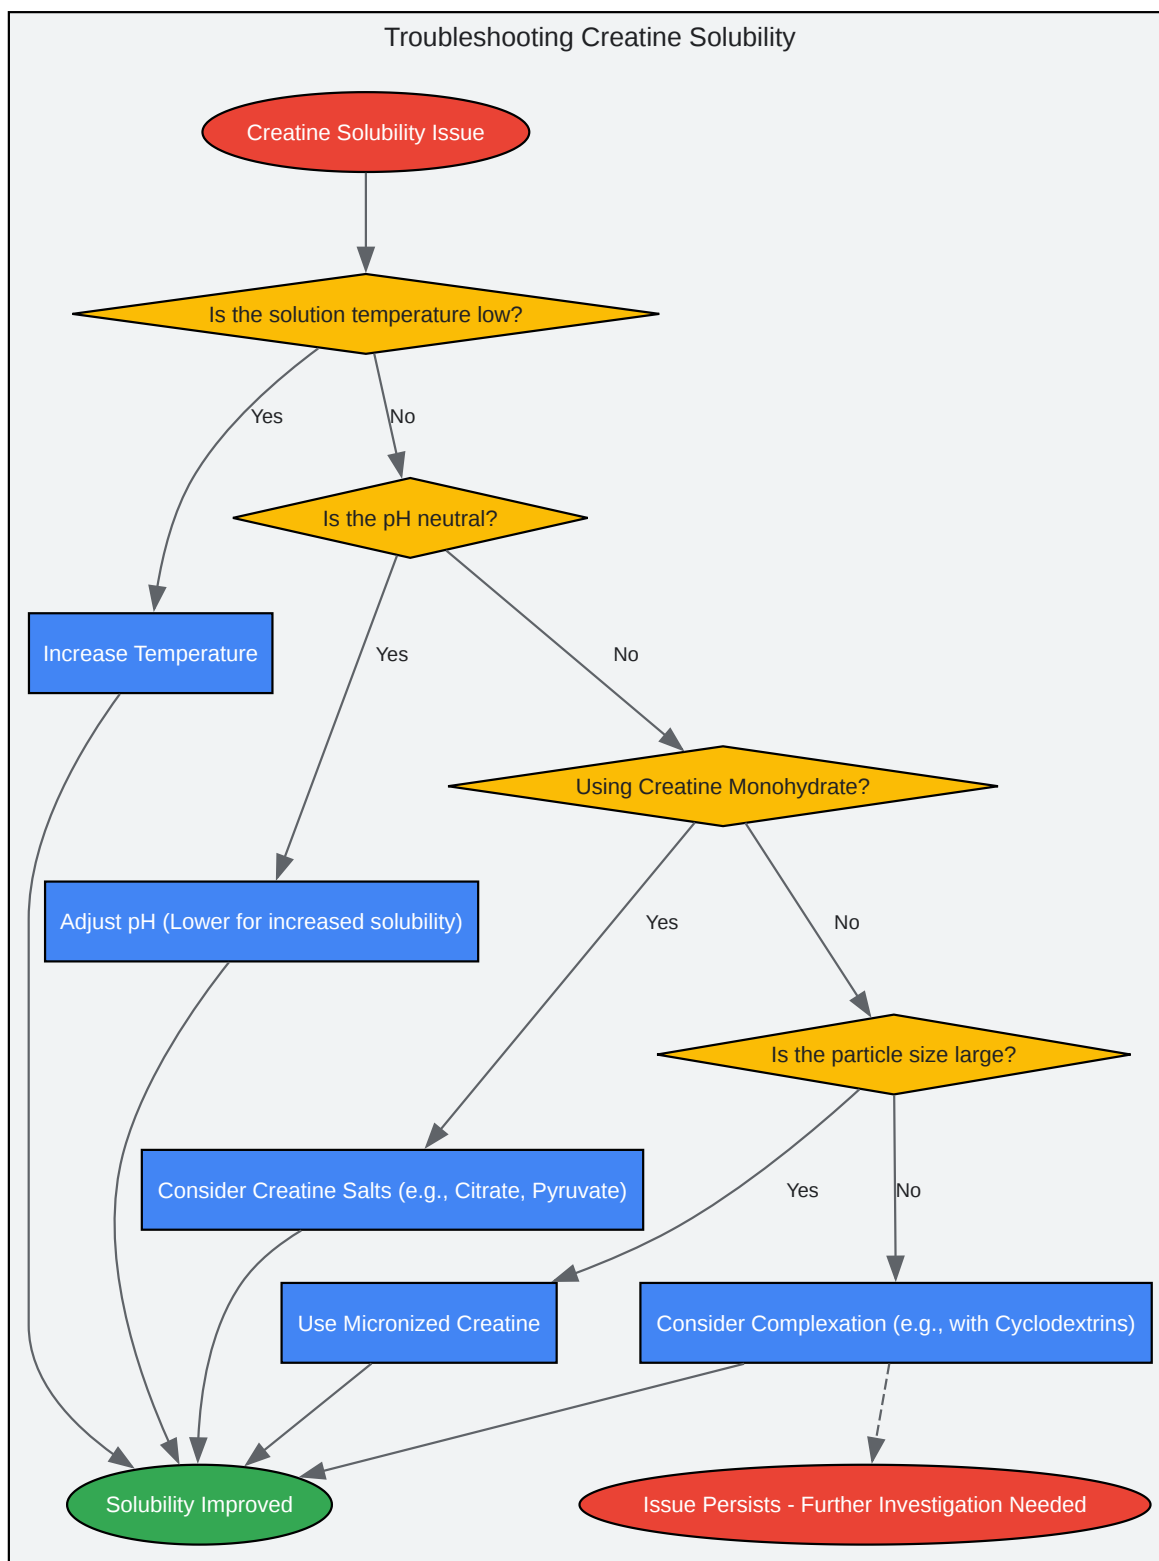 Troubleshooting Creatine Solubility
Creatine Solubility Issue
Is the solution temperature low?
Yes
No
Is the pH neutral?
Increase Temperature
Yes
No
Using Creatine Monohydrate?
Adjust pH (Lower for increased solubility)
Yes
No
Is the particle size large?
Consider Creatine Salts (e.g., Citrate, Pyruvate)
Yes
No
Use Micronized Creatine
Consider Complexation (e.g., with Cyclodextrins)
Solubility Improved
Issue Persists - Further Investigation Needed